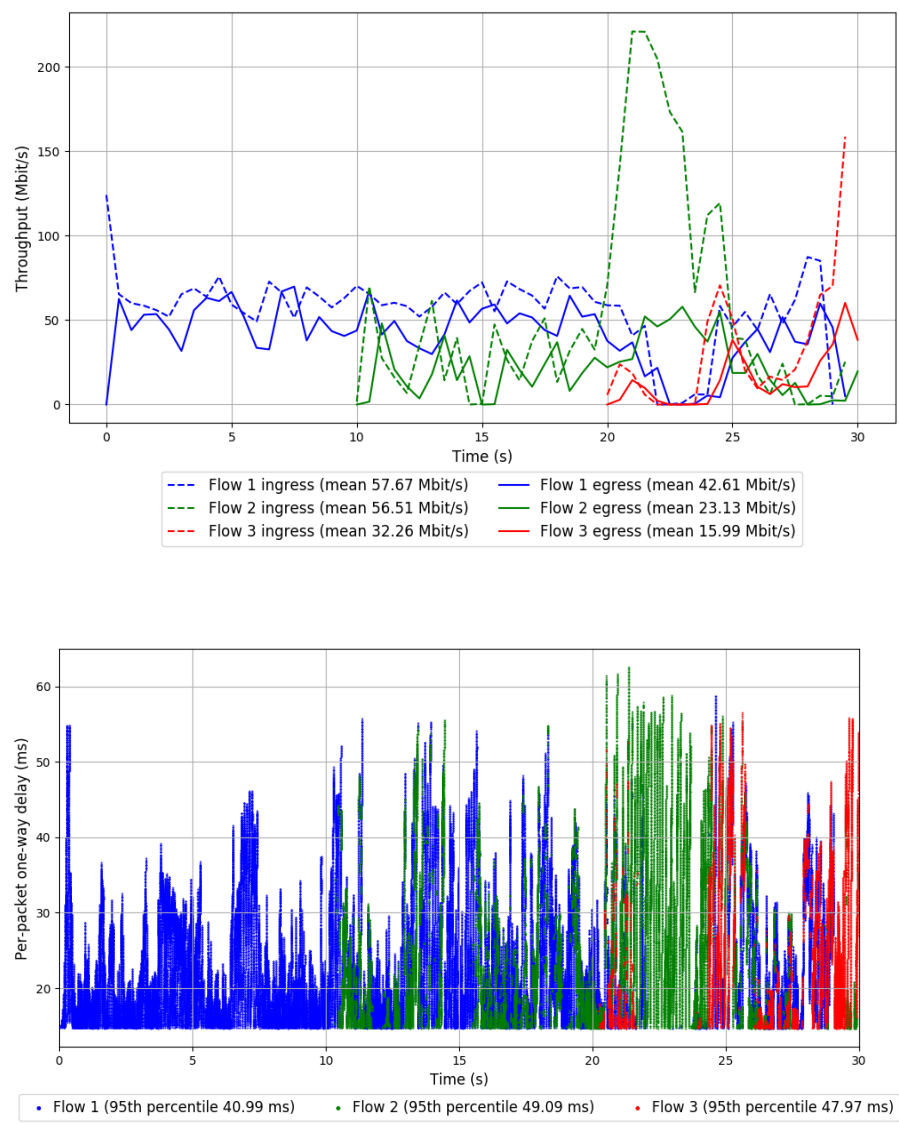 Throughput (Mbit/s)
200
150
100
50
0
0 5 10 15 20 25 30
Time (s)
Flow 1 ingress (mean 57.67 Mbit/s) Flow 1 egress (mean 42.61 Mbit/s)
Flow 2 ingress (mean 56.51 Mbit/s) Flow 2 egress (mean 23.13 Mbit/s)
Flow 3 ingress (mean 32.26 Mbit/s) Flow 3 egress (mean 15.99 Mbit/s)
Per-packet one-way delay (ms)
60
50
40
30
20
0 5 10 15 20 25 30
Time (s)
Flow 1 (95th percentile 40.99 ms) Flow 2 (95th percentile 49.09 ms) Flow 3 (95th percentile 47.97 ms)